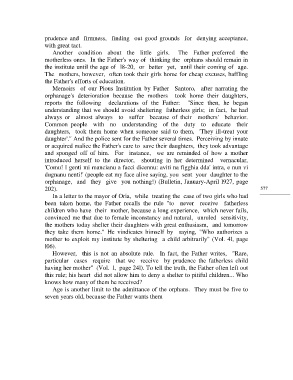 prudence and firmness, finding out good grounds for denying acceptance,
with great tact.
Another condition about the little girls. The Father preferred the
motherless ones. In the Father's way of thinking the orphans should remain in
the institute until the age of 18-20, or better yet, until their coming of age.
The mothers, however, often took their girls home for cheap excuses, baffling
the Father's efforts of education.
Memoirs of our Pious Institution by Father Santoro, after narrating the
orphanage's deterioration because the mothers took home their daughters,
reports the following declarations of the Father: "Since then, he began
understanding that we should avoid sheltering fatherless girls; in fact, he had
always or almost always to suffer because of their mothers' behavior.
Common people with no understanding of the duty to educate their
daughters, took them home when someone said to them, "They ill-treat your
daughter". And the police sent for the Father several times. Perceiving by innate
or acquired malice the Father's care to save their daughters, they took advantage
and sponged off of him. For instance, we are reminded of how a mother
introduced herself to the director, shouting in her determined vernacular,
(people eat my face alive saying, you sent your daughter to the
orphanage, and they give you nothing!) (Bulletin, January-April 1927, page
202).
In a letter to the mayor of Oria, while treating the case of two girls who had
been taken home, the Father recalls the rule "to never receive fatherless
children who have their mother, because a long experience, which never fails,
convinced me that due to female inconstancy and natural, unruled sensitivity,
the mothers today shelter their daughters with great enthusiasm, and tomorrow
they take them home." He vindicates himself by saying, "Who authorizes a
mother to exploit my institute by sheltering a child arbitrarily" (Vol. 41, page
However, this is not an absolute rule. In fact, the Father writes, "Rare,
particular cases require that we receive by prudence the fatherless child
having her mother" (Vol. 1, page 241). To tell the truth, the Father often left out
this rule; his heart did not allow him to deny a shelter to pitiful children... Who
knows how many of them he received?
Age is another limit to the admittance of the orphans. They must be five to
seven years old, because the Father wants them